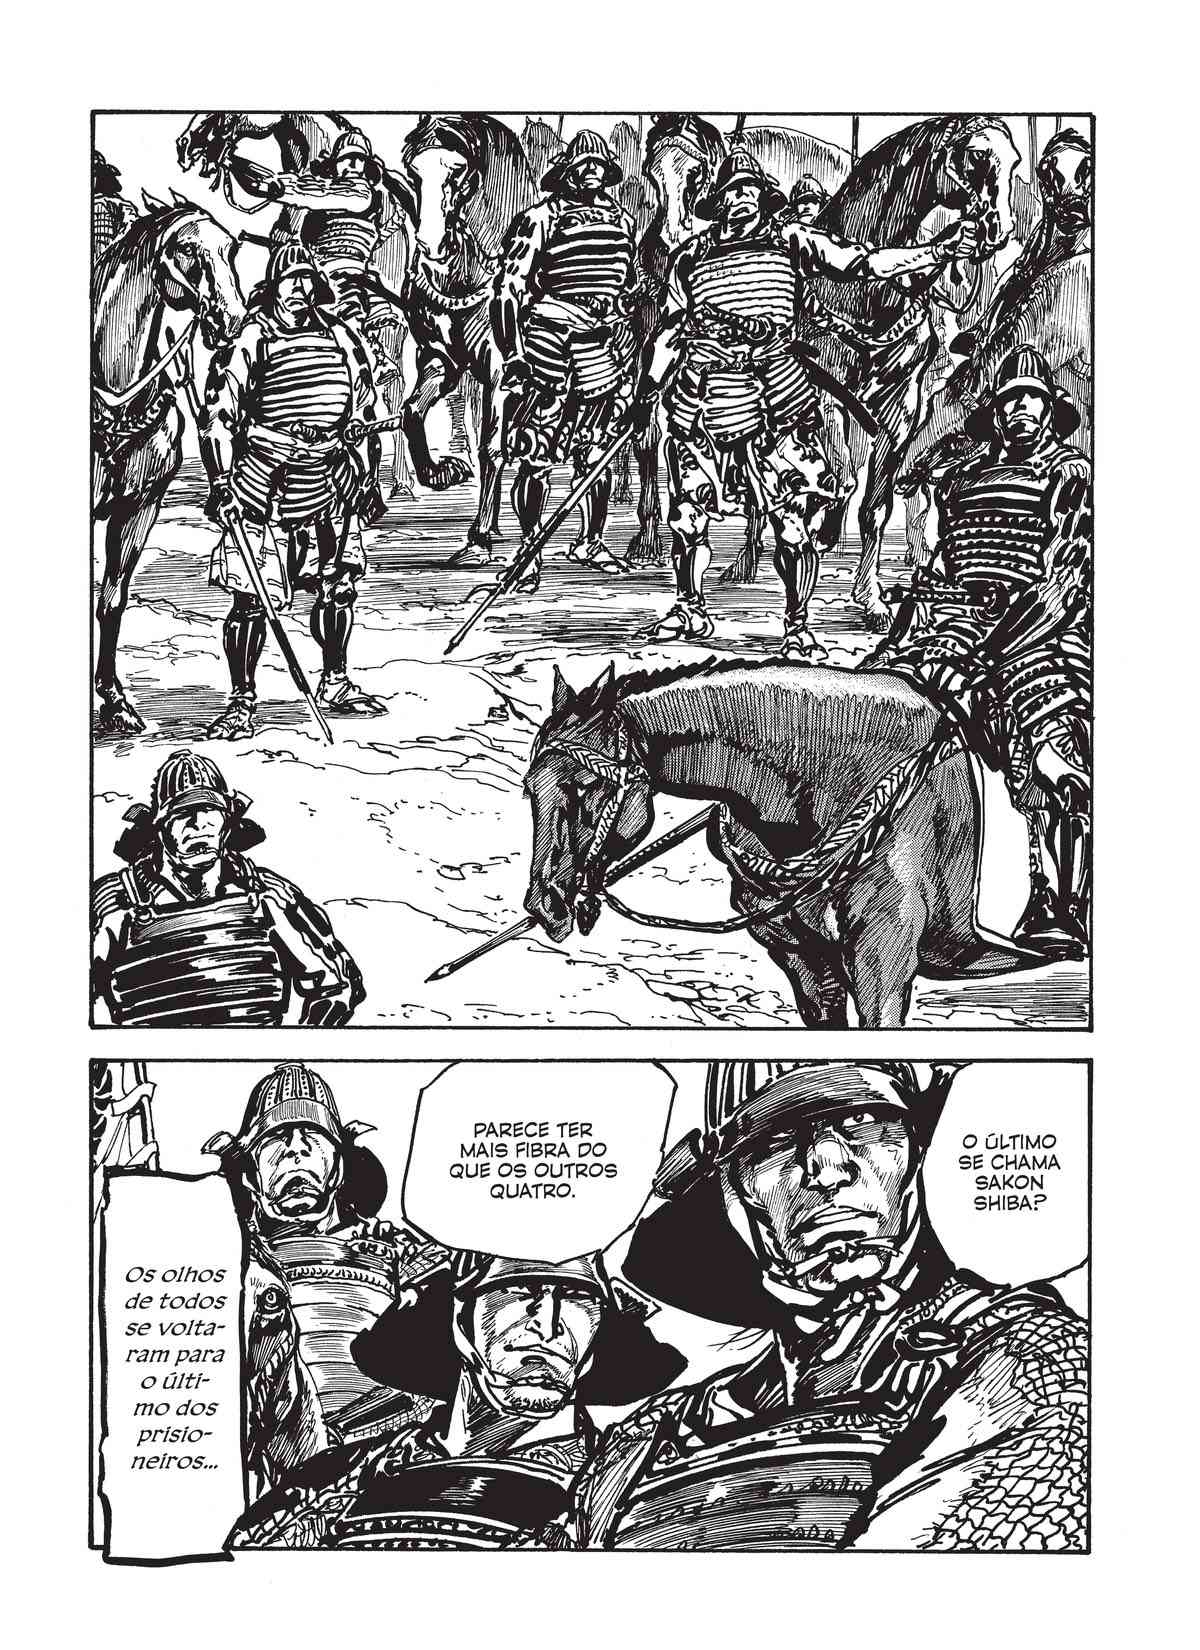 O ÚLTIMO
SE CHAMA
SAKON
SHIBA?
PARECE TER
MAIS FIBRA DO
QUE OS OUTROS
QUATRO.
Os olhos
de todos
se volta-
ram para
o últi-
mo dos
prisio-
neiros...